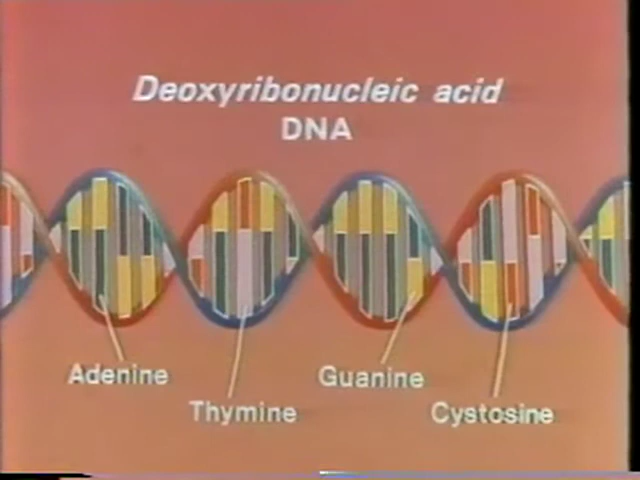 Deoxyribonucleic acid
DNA
Adenine
Thymine
Guanine
Cystosine